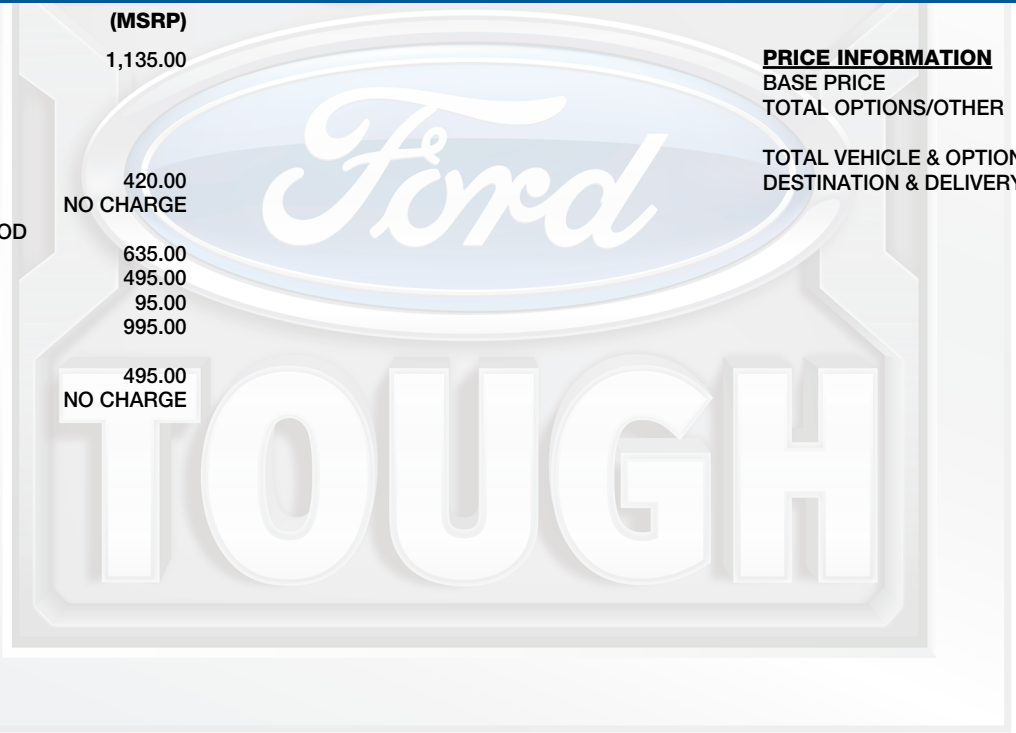 (MSRP)
1,135.00
420.00
NO CHARGE
OD
635.00
495.00
95.00
995.00
495.00
NO CHARGE
PRICE INFORMATION
BASE PRICE
TOTAL OPTIONS/OTHER
TOTAL VEHICLE & OPTION
DESTINATION & DELIVERY
Ford
TOUGH